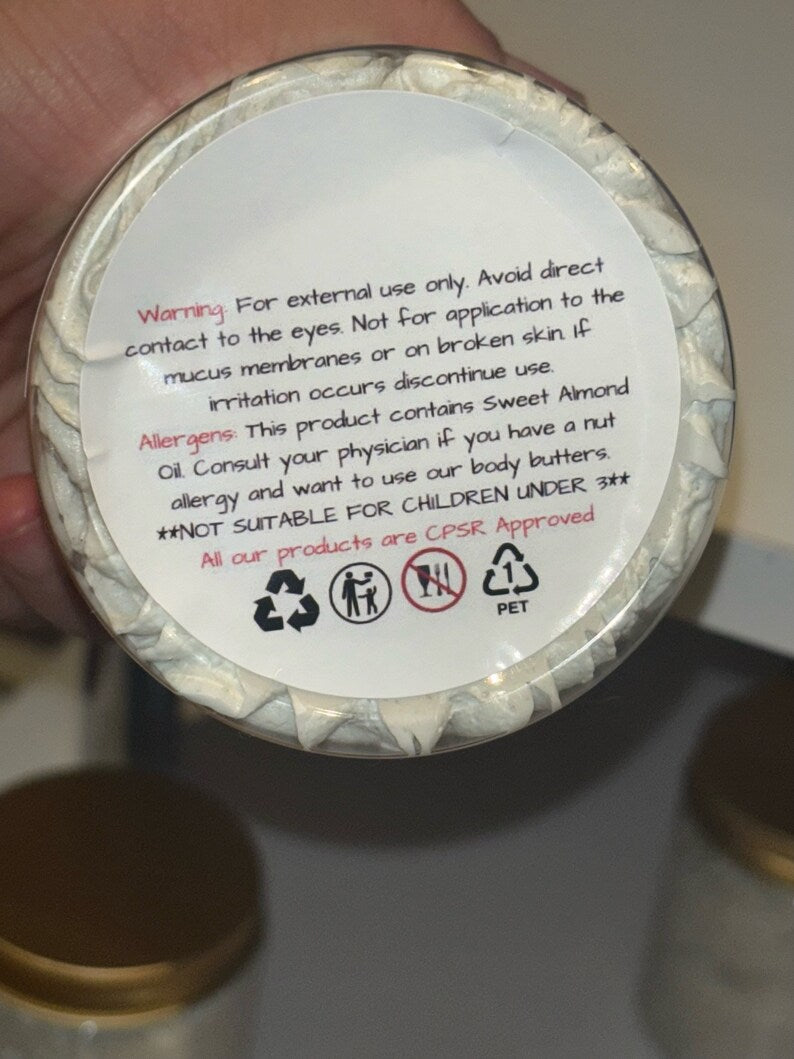 Warning: For external use only. Avoid direct
contact to the eyes. Not for application to the
mucus membranes or on broken skin. If
irritation occurs discontinue use.
Allergens: This product contains Sweet Almond
Oil. Consult your physician if you have a nut
allergy and want to use our body butters.
**NOT SUITABLE FOR CHILDREN UNDER 3**
All our products are CPSR Approved
1
PET